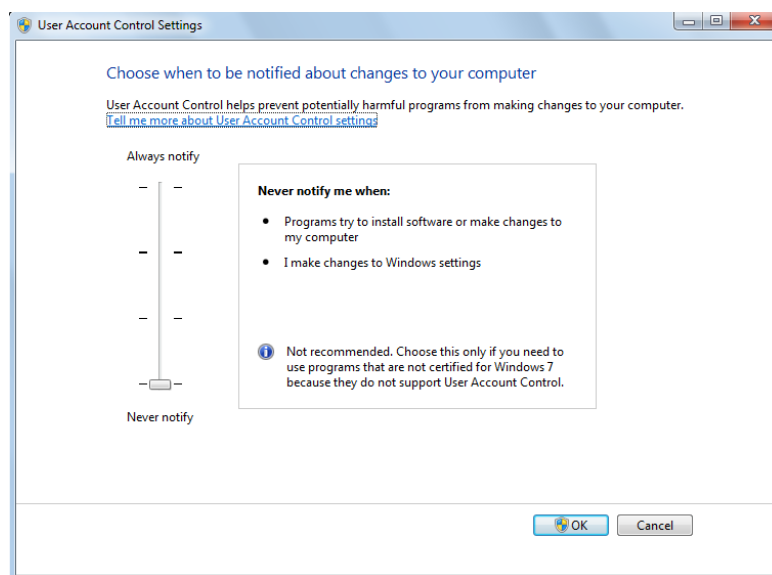 User Account Control Settings
Choose when to be notified about changes to your computer
User Account Control helps prevent potentially harmful programs from making changes to your computer.
Tell me more about User Account Control settings
Always notify
Never notify me when:
Programs try to install software or make changes to
my computer
I make changes to Windows settings
Not recommended. Choose this only if you need to
use programs that are not certified for Windows 7
because they do not support User Account Control.
Never notify
OK
Cancel